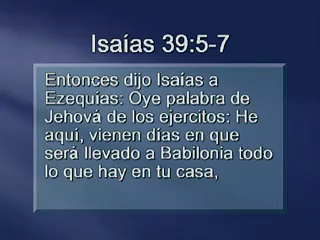 Isaías 39:5-7
Entonces dijo Isaías a
Ezequías: Oye palabra de
Jehová de los ejercitos: He
aquí, vienen días en que
será llevado a Babilonia todo
lo que hay en tu casa,